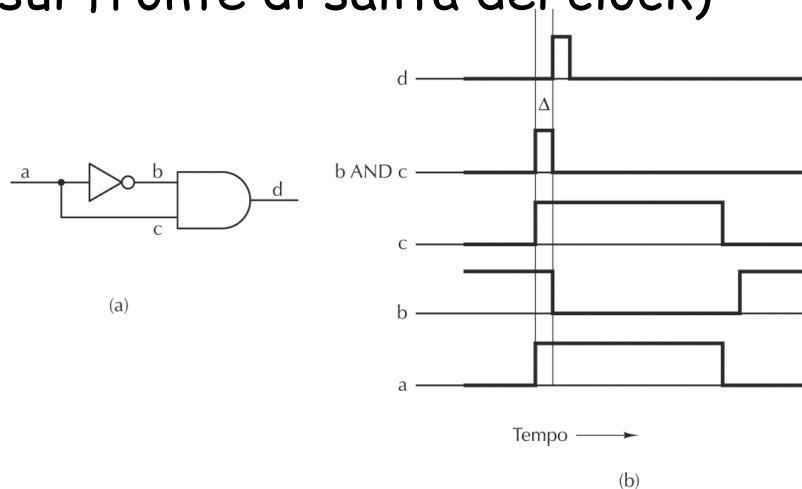 sul fronte di salita del clock)
d
Δ
b AND c
c
b
a
Tempo
(b)
a
b
c
d
(a)